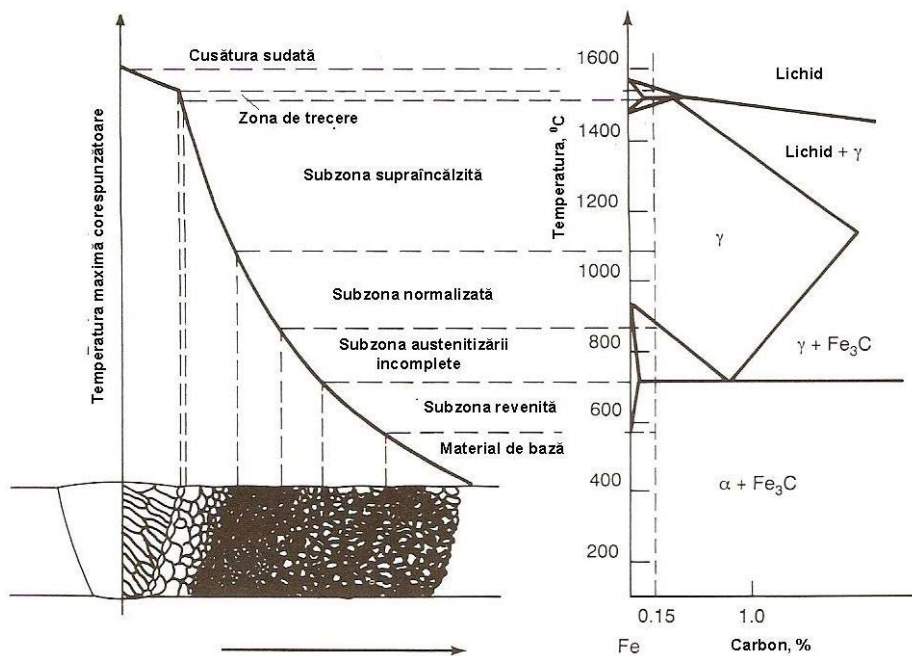 Cusătura sudată
Zona de trecere
Subzona supraîncălzită
Subzona normalizată
Subzona austenitizării
incomplete
Subzona revenită
Material de bază
Temperatura maximă corespunzătoare
Temperatura, ⁰C
1600
1400
1200
1000
800
600
400
200
Lichid
Lichid + γ
γ
γ + Fe₃C
α + Fe₃C
0.15
1.0
Fe
Carbon, %